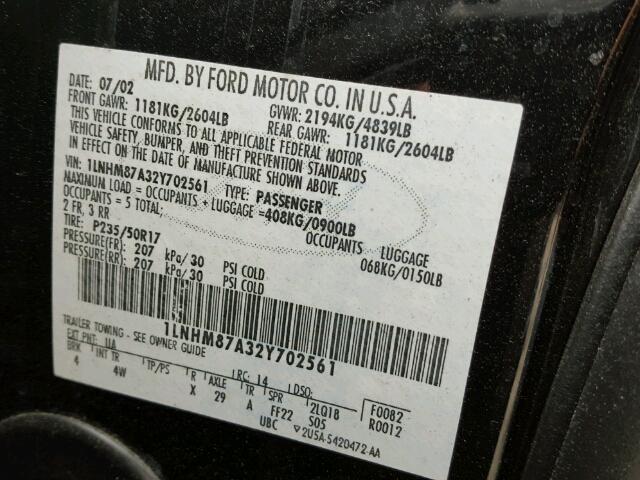 MFD. BY FORD MOTOR CO. IN U.S.A.
DATE: 07/02 GVWR: 2194KG/4839LB
FRONT GAWR: 1181KG/2604LB REAR GAWR: 1181KG/2604LB
THIS VEHICLE CONFORMS TO ALL APPLICABLE FEDERAL MOTOR
VEHICLE SAFETY, BUMPER, AND THEFT PREVENTION STANDARDS
IN EFFECT ON THE DATE OF MANUFACTURE SHOWN ABOVE.
VIN: 1LNHM87A32Y702561 TYPE: PASSENGER
MAXIMUM LOAD = OCCUPANTS + LUGGAGE = 408KG/0900LB
OCCUPANTS = 5 TOTAL; OCCUPANTS LUGGAGE
2 FR, 3 RR 068KG/0150LB
TIRE: P235/50R17
PRESSURE(FR): 207 kPa/30 PSI COLD
PRESSURE(RR): 207 kPa/30 PSI COLD
1LNHM87A32Y702561
TRAILER TOWING - SEE OWNER GUIDE
EXT PNT: UA RC: 14 DSO:
BRK INT TR TP/PS R AXLE TR SPR 2LQ18 F0082
4 4W X 29 A FF22 S05 R0012
UBC 2U5A-5420472-AA